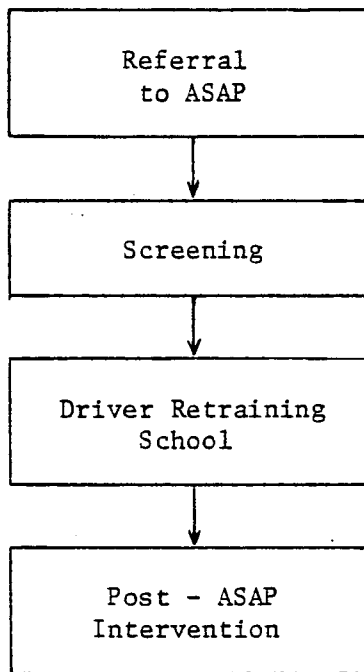 Referral
to ASAP
Screening
Driver Retraining
School
Post - ASAP
Intervention